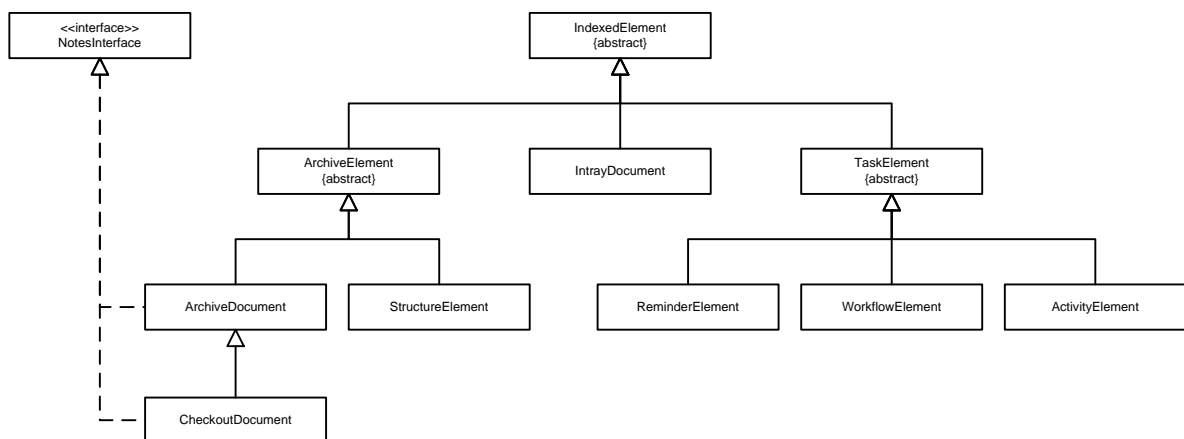 <<interface>>
NotesInterface
IndexedElement
{abstract}
ArchiveElement
{abstract}
IntrayDocument
TaskElement
{abstract}
ArchiveDocument
StructureElement
ReminderElement
WorkflowElement
ActivityElement
CheckoutDocument